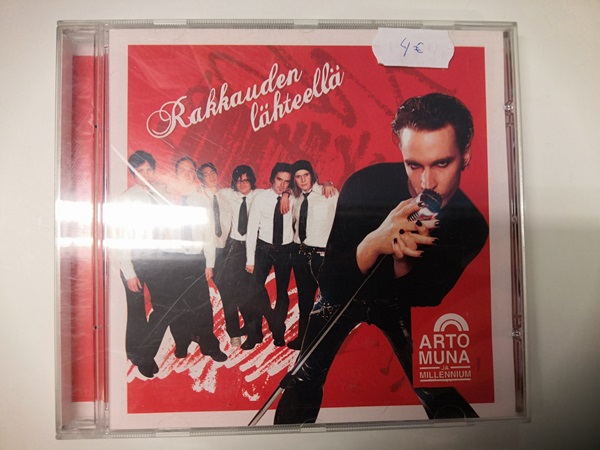 4€
Rakkauden
lähteellä
ARTO
MUNA
JA
MILLENNIUM